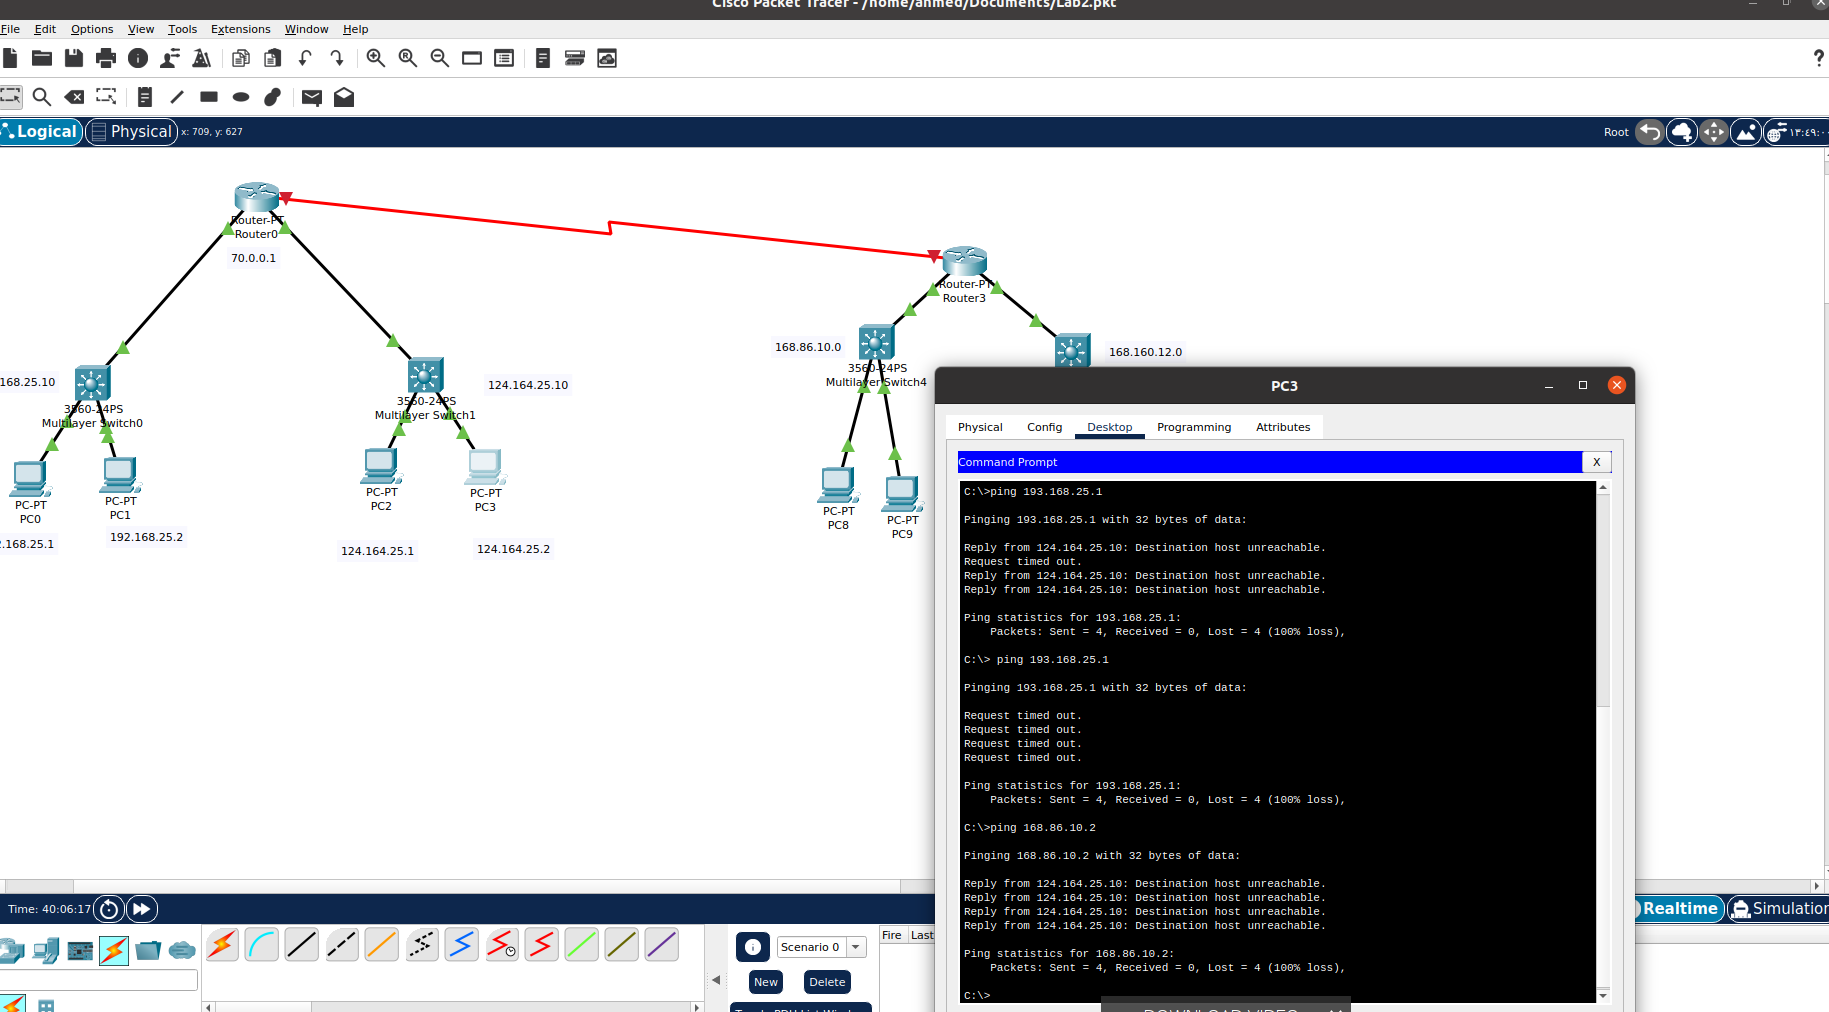 Cisco Packet Tracer - /home/ahmed/Documents/Lab2.pkt
File Edit Options View Tools Extensions Window Help
?
Logical Physical x: 709, y: 627
Root
Router-PT
Router0
70.0.0.1
Router-PT
Router3
168.86.10.0
168.160.12.0
3560-24PS
Multilayer Switch4
168.25.10
3560-24PS
Multilayer Switch0
124.164.25.10
3560-24PS
Multilayer Switch1
PC-PT
PC0
PC-PT
PC1
PC-PT
PC2
PC-PT
PC3
PC-PT
PC8
PC-PT
PC9
.168.25.1
192.168.25.2
124.164.25.1
124.164.25.2
PC3
Physical Config Desktop Programming Attributes
Command Prompt X
C:\>ping 193.168.25.1
Pinging 193.168.25.1 with 32 bytes of data:
Reply from 124.164.25.10: Destination host unreachable.
Request timed out.
Reply from 124.164.25.10: Destination host unreachable.
Reply from 124.164.25.10: Destination host unreachable.
Ping statistics for 193.168.25.1:
Packets: Sent = 4, Received = 0, Lost = 4 (100% loss),
C:\> ping 193.168.25.1
Pinging 193.168.25.1 with 32 bytes of data:
Request timed out.
Request timed out.
Request timed out.
Request timed out.
Ping statistics for 193.168.25.1:
Packets: Sent = 4, Received = 0, Lost = 4 (100% loss),
C:\>ping 168.86.10.2
Pinging 168.86.10.2 with 32 bytes of data:
Reply from 124.164.25.10: Destination host unreachable.
Reply from 124.164.25.10: Destination host unreachable.
Reply from 124.164.25.10: Destination host unreachable.
Reply from 124.164.25.10: Destination host unreachable.
Ping statistics for 168.86.10.2:
Packets: Sent = 4, Received = 0, Lost = 4 (100% loss),
C:\>
Time: 40:06:17
Realtime Simulation
Scenario 0
New Delete
Fire Last